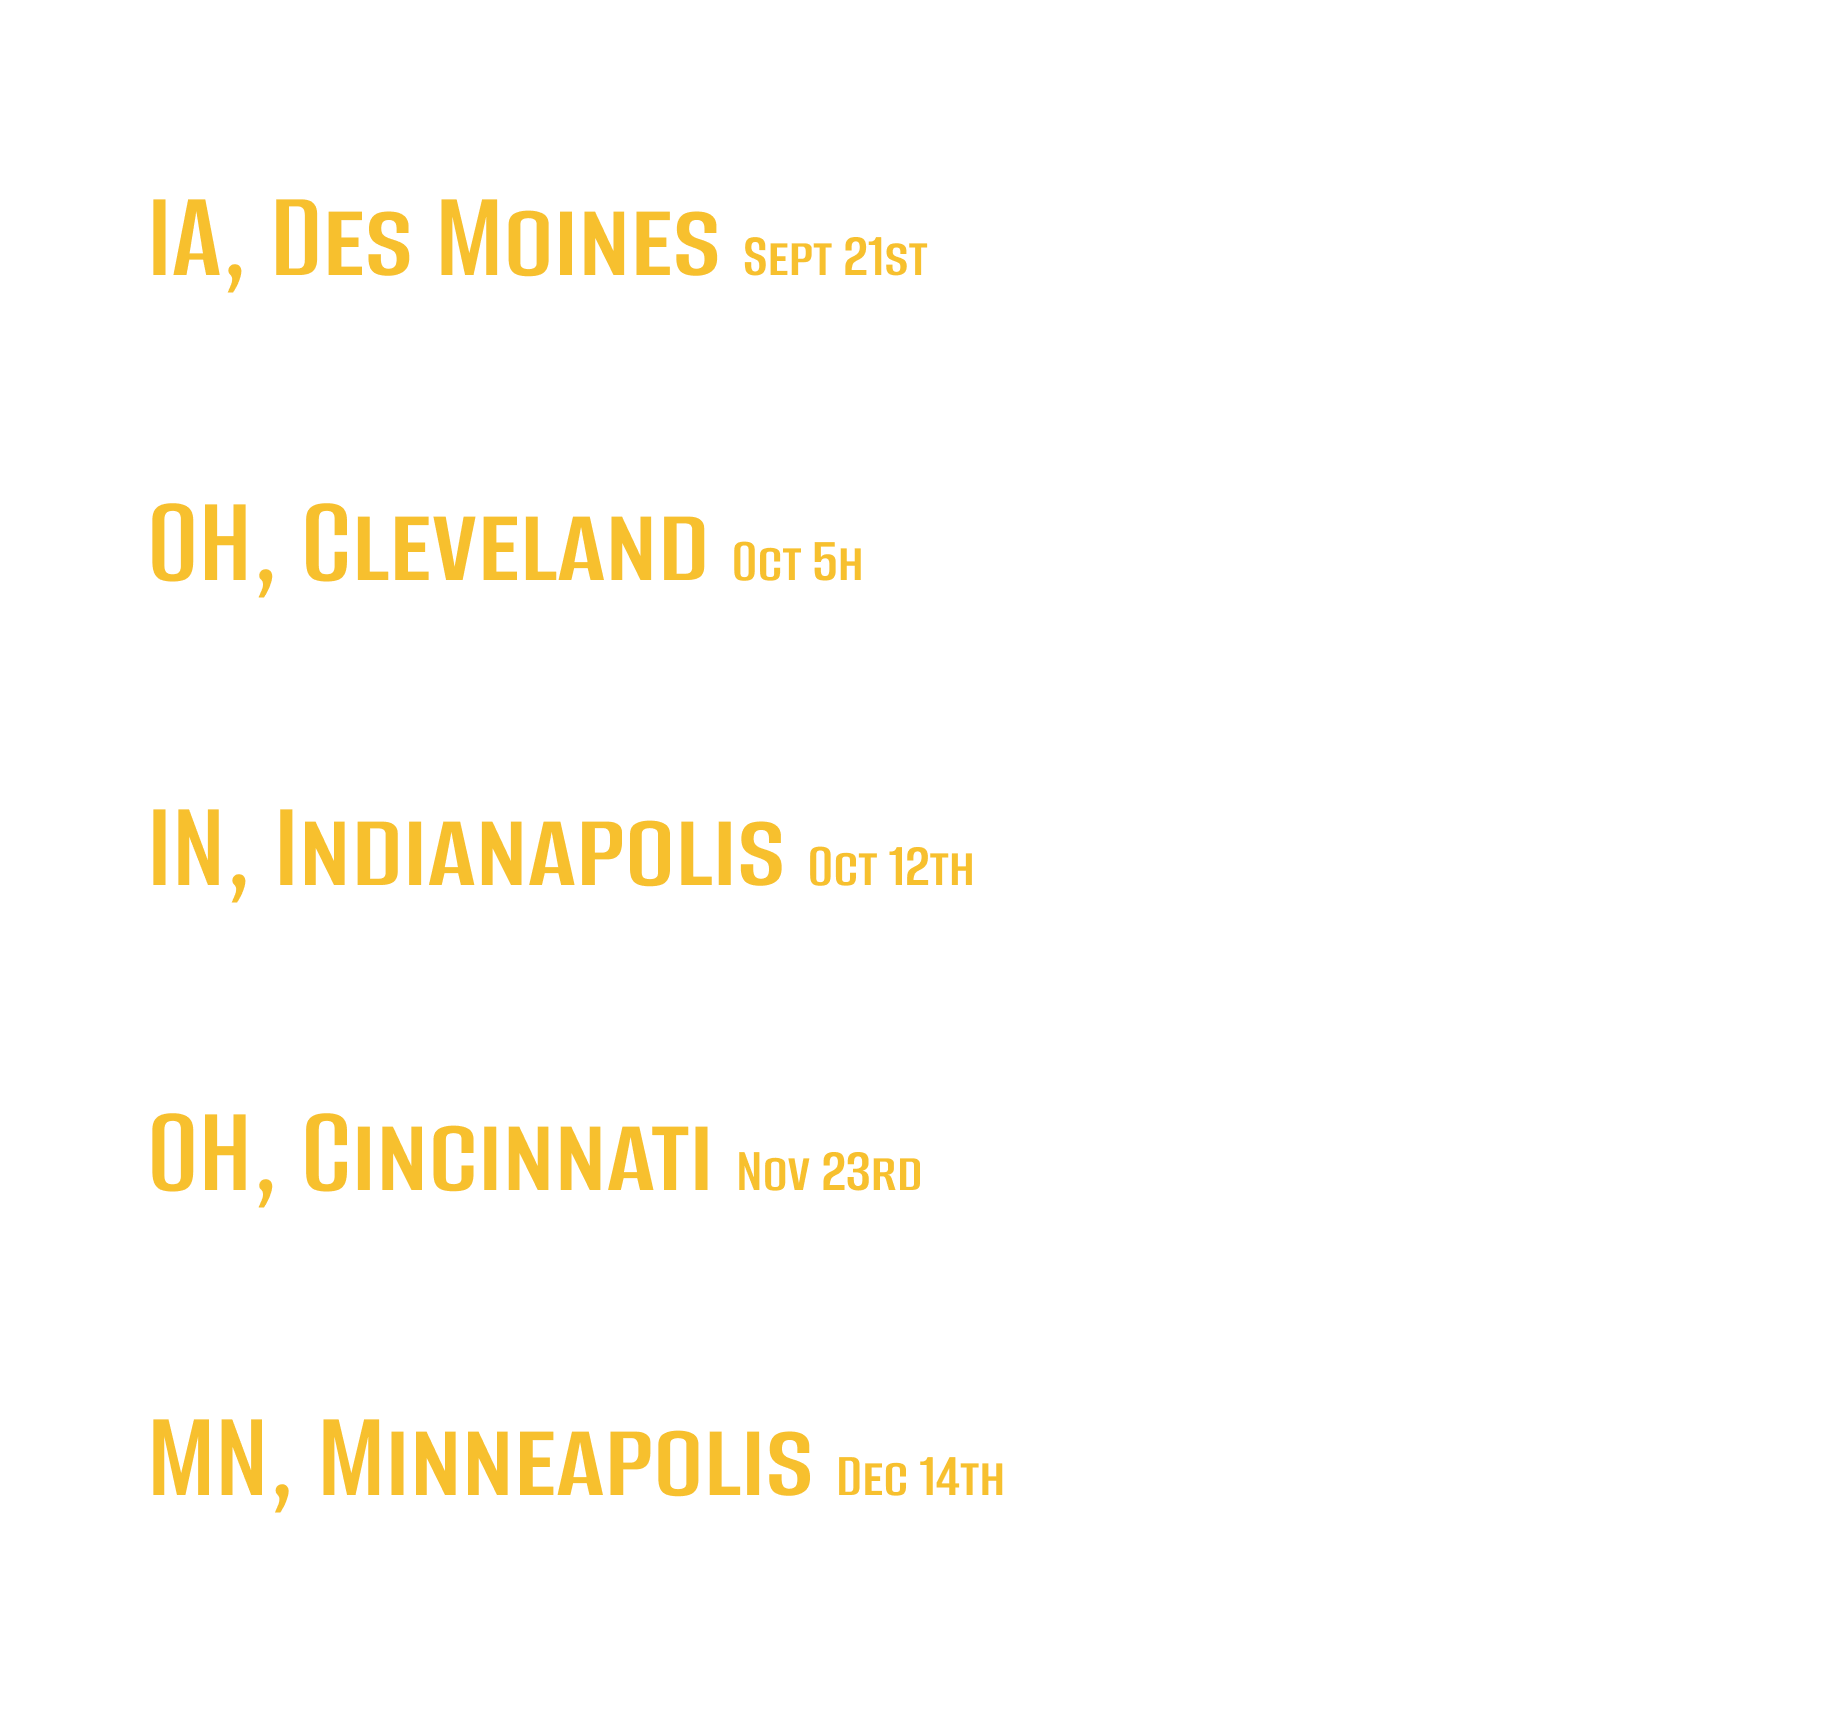 IA, Des Moines Sept 21st
OH, Cleveland Oct 5h
IN, Indianapolis Oct 12th
OH, Cincinnati Nov 23rd
MN, Minneapolis Dec 14th